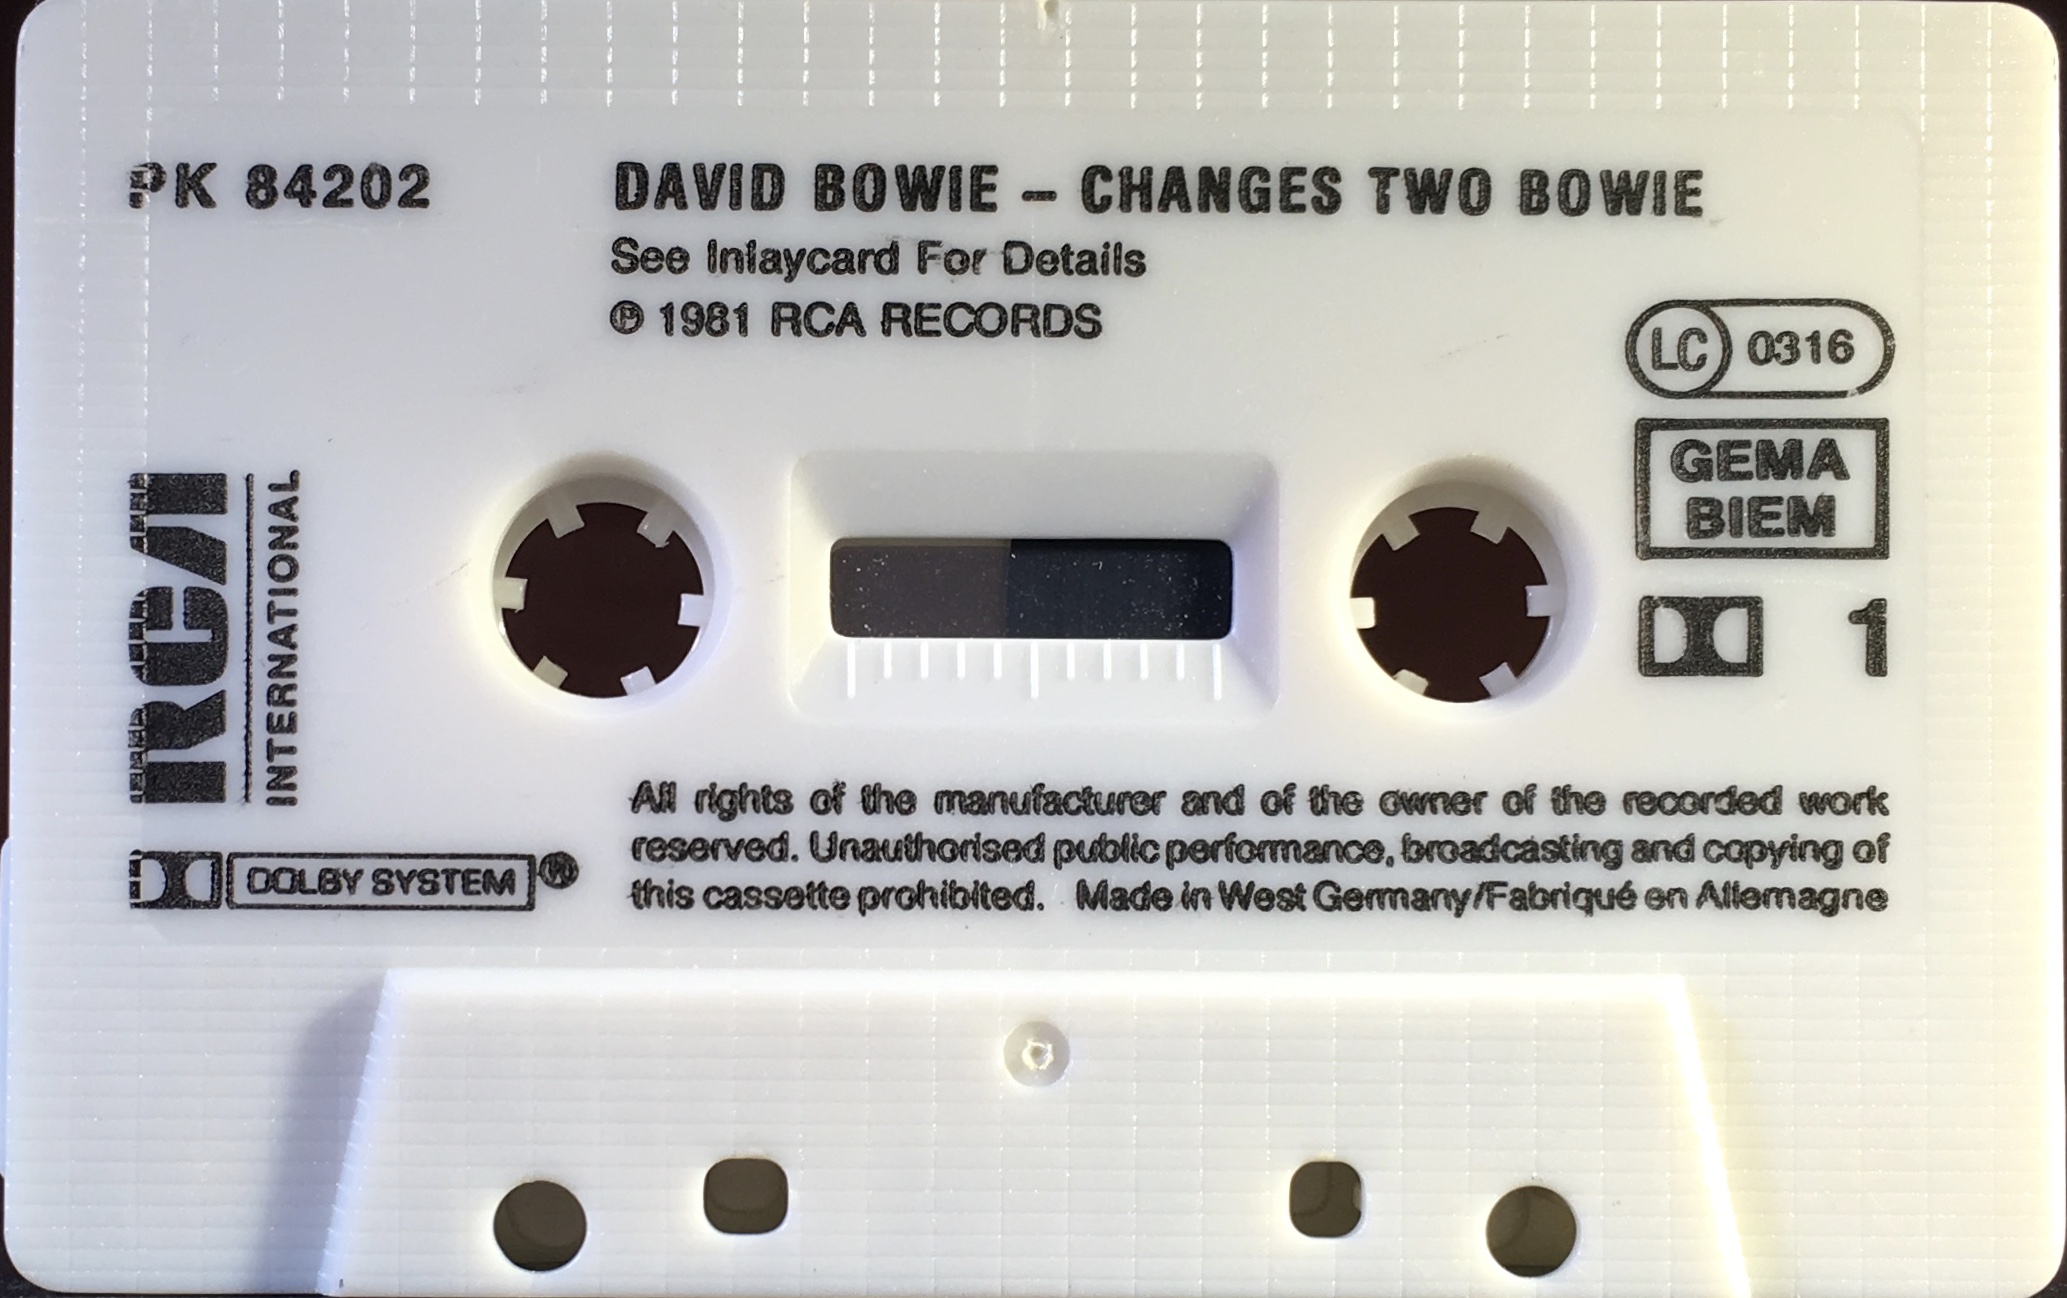 PK 84202
DAVID BOWIE – CHANGES TWO BOWIE
See Inlaycard For Details
℗ 1981 RCA RECORDS
LC 0316
GEMA
BIEM
1
RCA
INTERNATIONAL
DOLBY SYSTEM ®
All rights of the manufacturer and of the owner of the recorded work
reserved. Unauthorised public performance, broadcasting and copying of
this cassette prohibited. Made in West Germany/Fabriqué en Allemagne